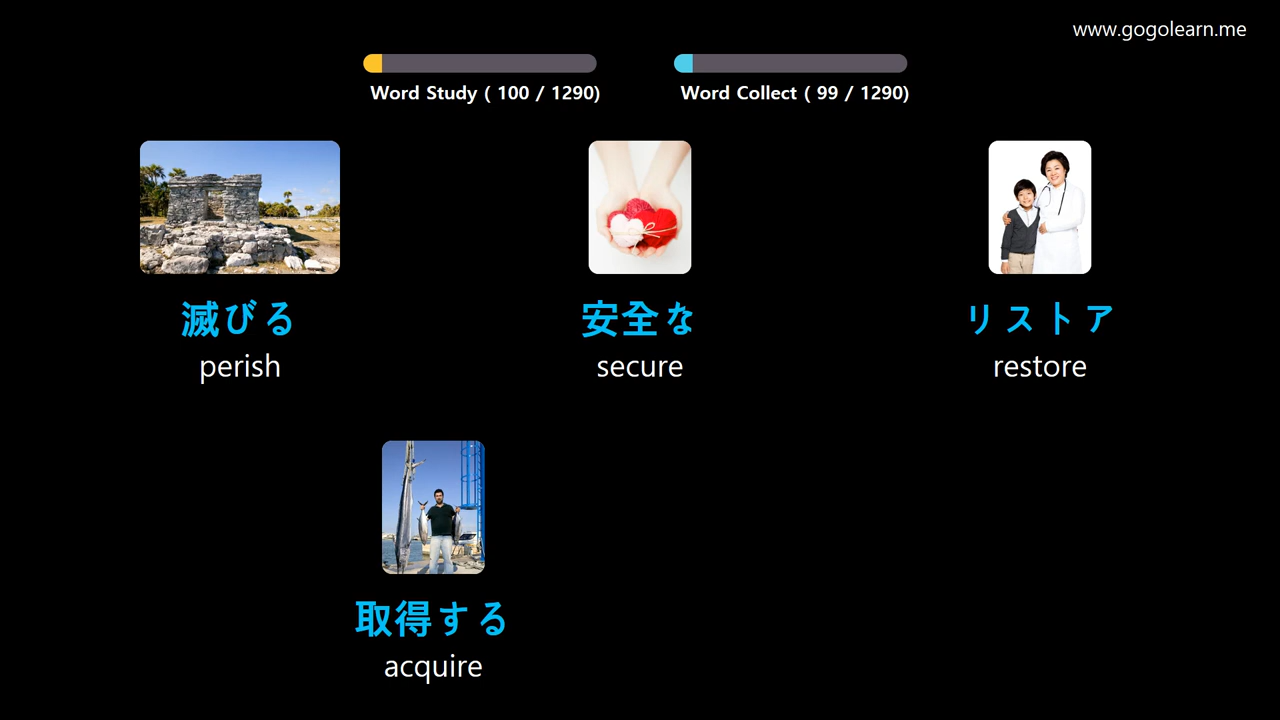 www.gogolearn.me
Word Study ( 100 / 1290)
Word Collect ( 99 / 1290)
滅びる
perish
安全な
secure
リストア
restore
取得する
acquire